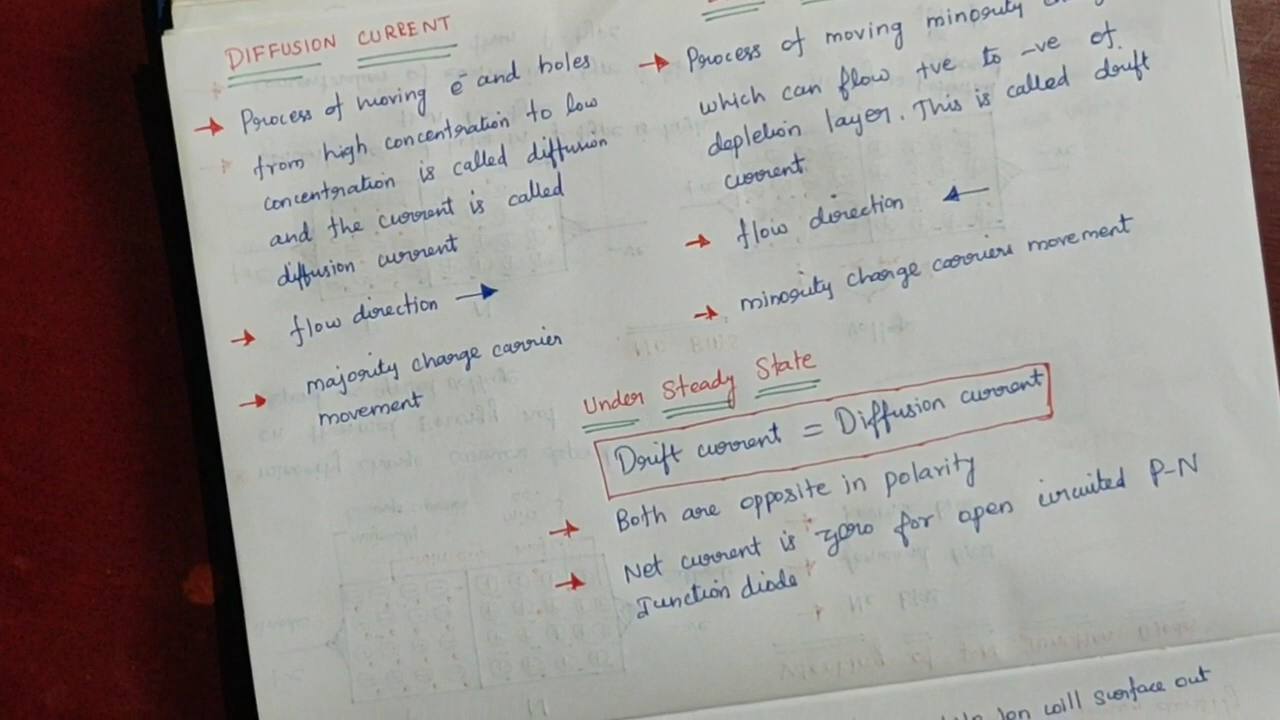 DIFFUSION CURRENT
→ Process of moving e⁻ and holes
from high concentration to low
concentration is called diffusion
and the current is called
diffusion current
→ flow direction →
→ majority charge carrier
movement
→ Process of moving minority
which can flow +ve to -ve of
depletion layer. This is called drift
current
→ flow direction ←
→ minority charge carriers movement
Under Steady State
Drift current = Diffusion current
→ Both are opposite in polarity
→ Net current is zero for open circuited P-N
Junction diode
Ion will surface out